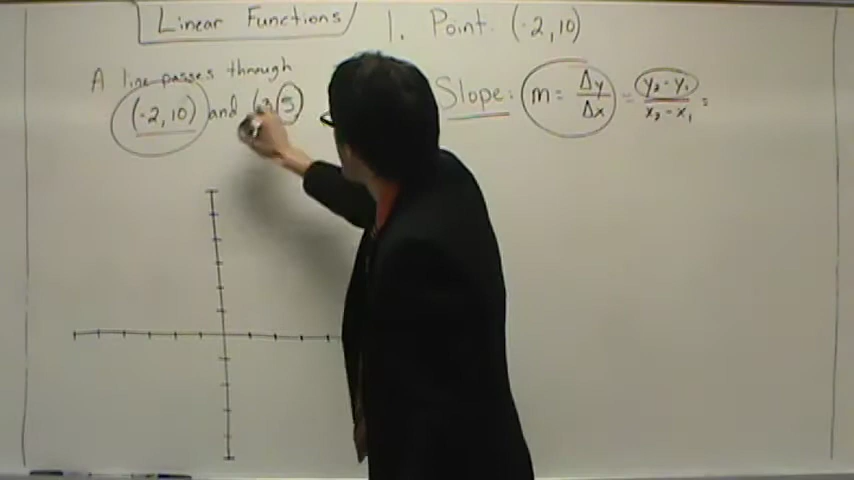 Linear Functions
1. Point: (-2,10)
A line passes through
(-2,10) and ( 5)
Slope: m = Δy/Δx = y₂-y₁/x₂-x₁ =